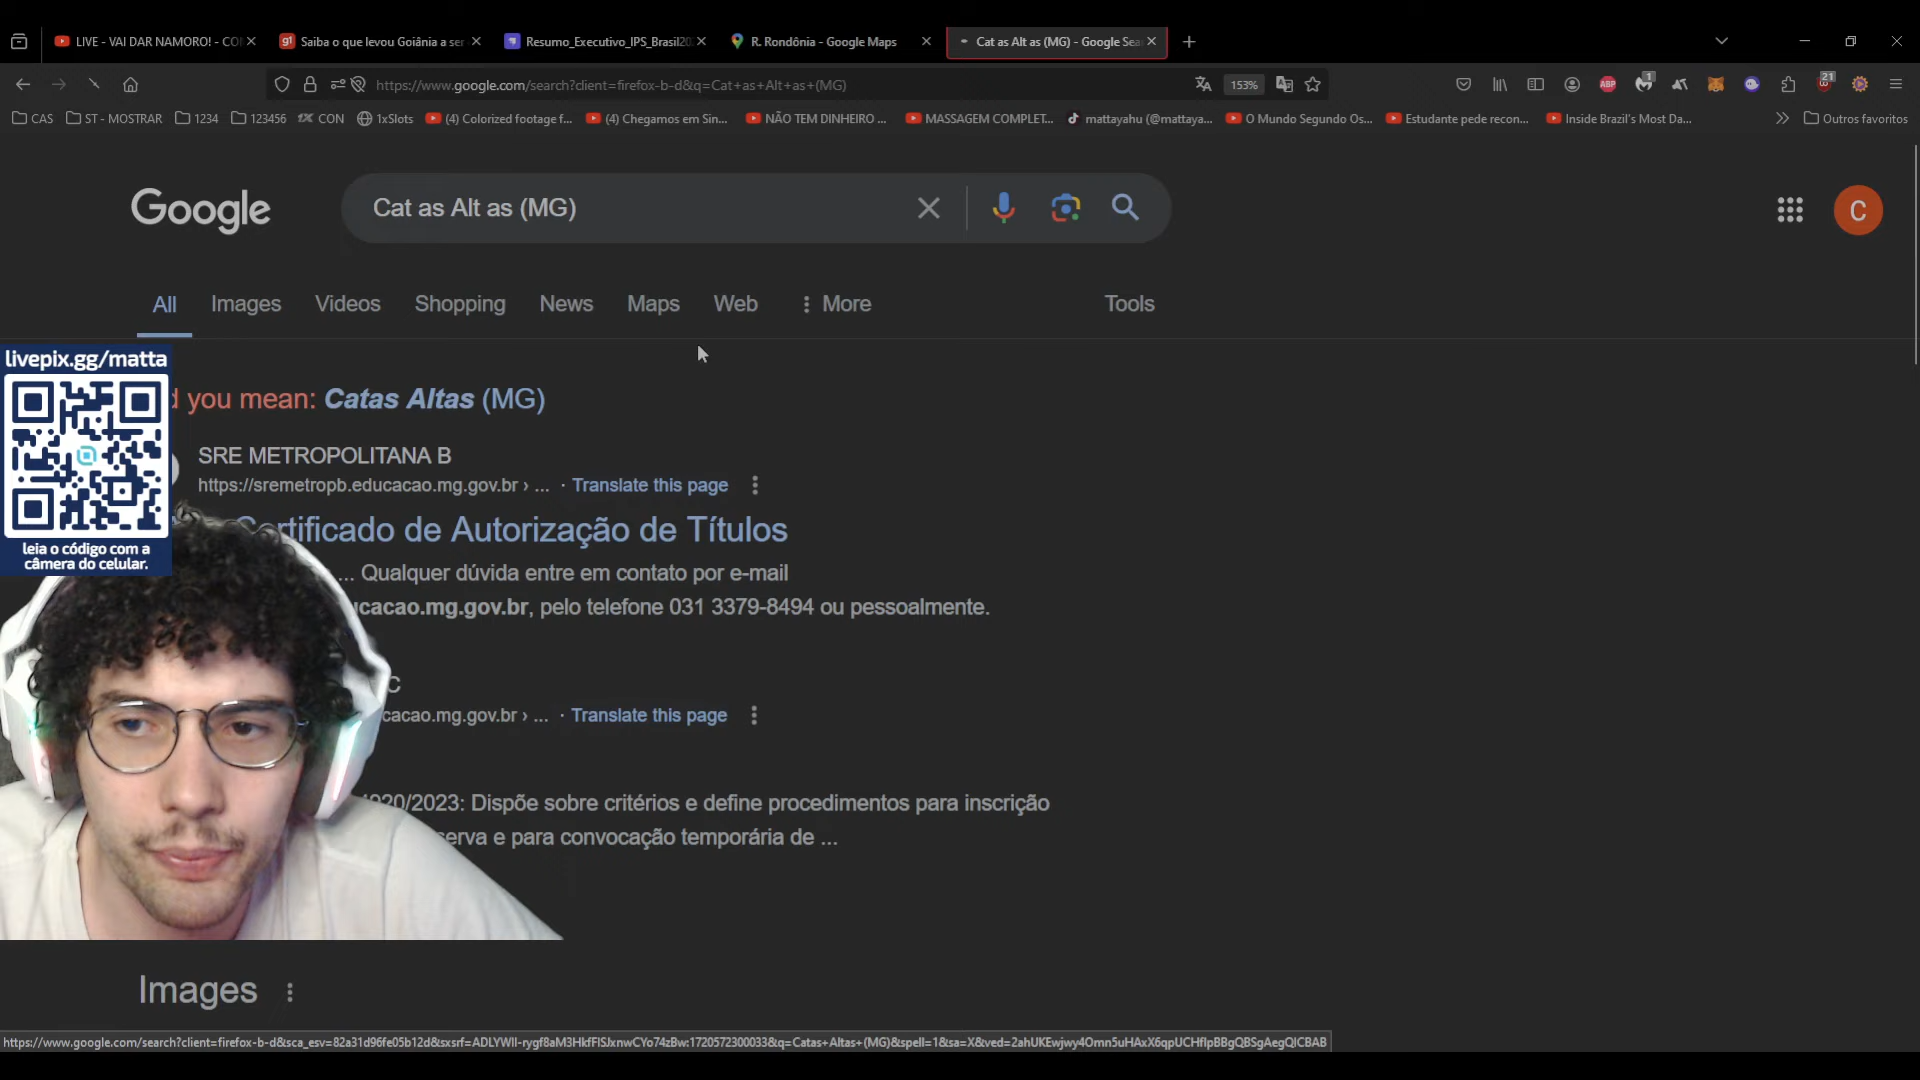 LIVE - VAI DAR NAMORO! - CO
Saiba o que levou Goiânia a ser
Resumo_Executivo_IPS_Brasil20
R. Rondônia - Google Maps
Cat as Alt as (MG) - Google Sea
https://www.google.com/search?client=firefox-b-d&q=Cat+as+Alt+as+(MG)
153%
ABP
1
21
CAS
ST - MOSTRAR
1234
123456
1X CON
1xSlots
(4) Colorized footage f...
(4) Chegamos em Sin...
NÃO TEM DINHEIRO ...
MASSAGEM COMPLET...
mattayahu (@mattaya...
O Mundo Segundo Os...
Estudante pede recon...
Inside Brazil's Most Da...
Outros favoritos
Google
Cat as Alt as (MG)
C
All
Images
Videos
Shopping
News
Maps
Web
More
Tools
livepix.gg/matta
leia o código com a
câmera do celular.
d you mean: Catas Altas (MG)
SRE METROPOLITANA B
https://sremetropb.educacao.mg.gov.br › ... · Translate this page
Certificado de Autorização de Títulos
... Qualquer dúvida entre em contato por e-mail
ucacao.mg.gov.br, pelo telefone 031 3379-8494 ou pessoalmente.
C
cacao.mg.gov.br › ... · Translate this page
/2023: Dispõe sobre critérios e define procedimentos para inscrição
serva e para convocação temporária de ...
Images